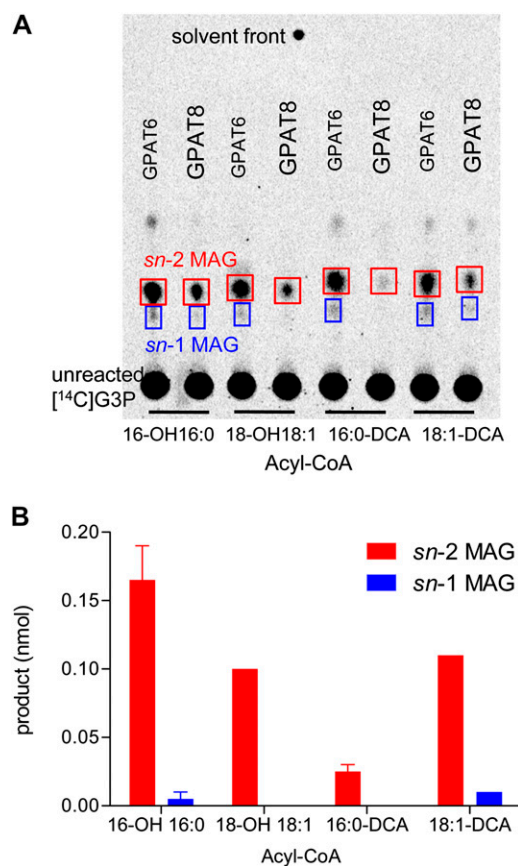 A
solvent front
GPAT6 GPAT8 GPAT6 GPAT8 GPAT6 GPAT8 GPAT6 GPAT8
sn-2 MAG
sn-1 MAG
unreacted
[¹⁴C]G3P
16-OH16:0 18-OH18:1 16:0-DCA 18:1-DCA
Acyl-CoA
B
0.20
sn-2 MAG
sn-1 MAG
0.15
0.10
0.05
0.00
product (nmol)
16-OH 16:0 18-OH 18:1 16:0-DCA 18:1-DCA
Acyl-CoA